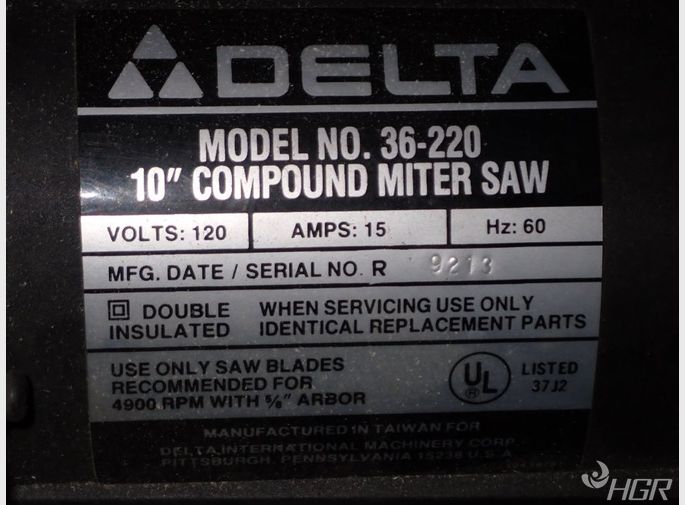 DELTA
MODEL NO. 36-220
10" COMPOUND MITER SAW
VOLTS: 120 AMPS: 15 Hz: 60
MFG. DATE / SERIAL NO. R 9213
DOUBLE INSULATED
WHEN SERVICING USE ONLY IDENTICAL REPLACEMENT PARTS
USE ONLY SAW BLADES
RECOMMENDED FOR
4900 RPM WITH 5/8" ARBOR
UL ® LISTED
37J2
MANUFACTURED IN TAIWAN FOR
DELTA INTERNATIONAL MACHINERY CORP.
PITTSBURGH, PENNSYLVANIA 15238 U.S.A.
HGR